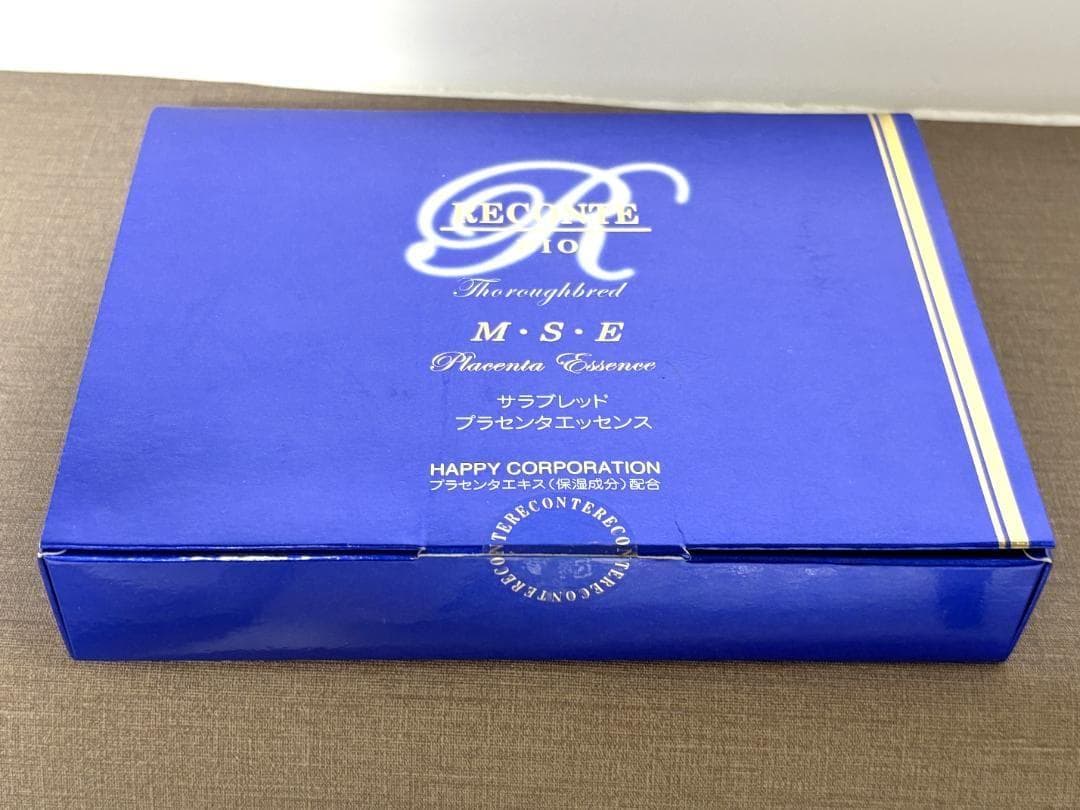 R
RECONTE
Thoroughbred
M・S・E
Placenta Essence
サラブレッド
プラセンタエッセンス
HAPPY CORPORATION
プラセンタエキス(保湿成分)配合
RECONTERECONTERECONTERECONTE